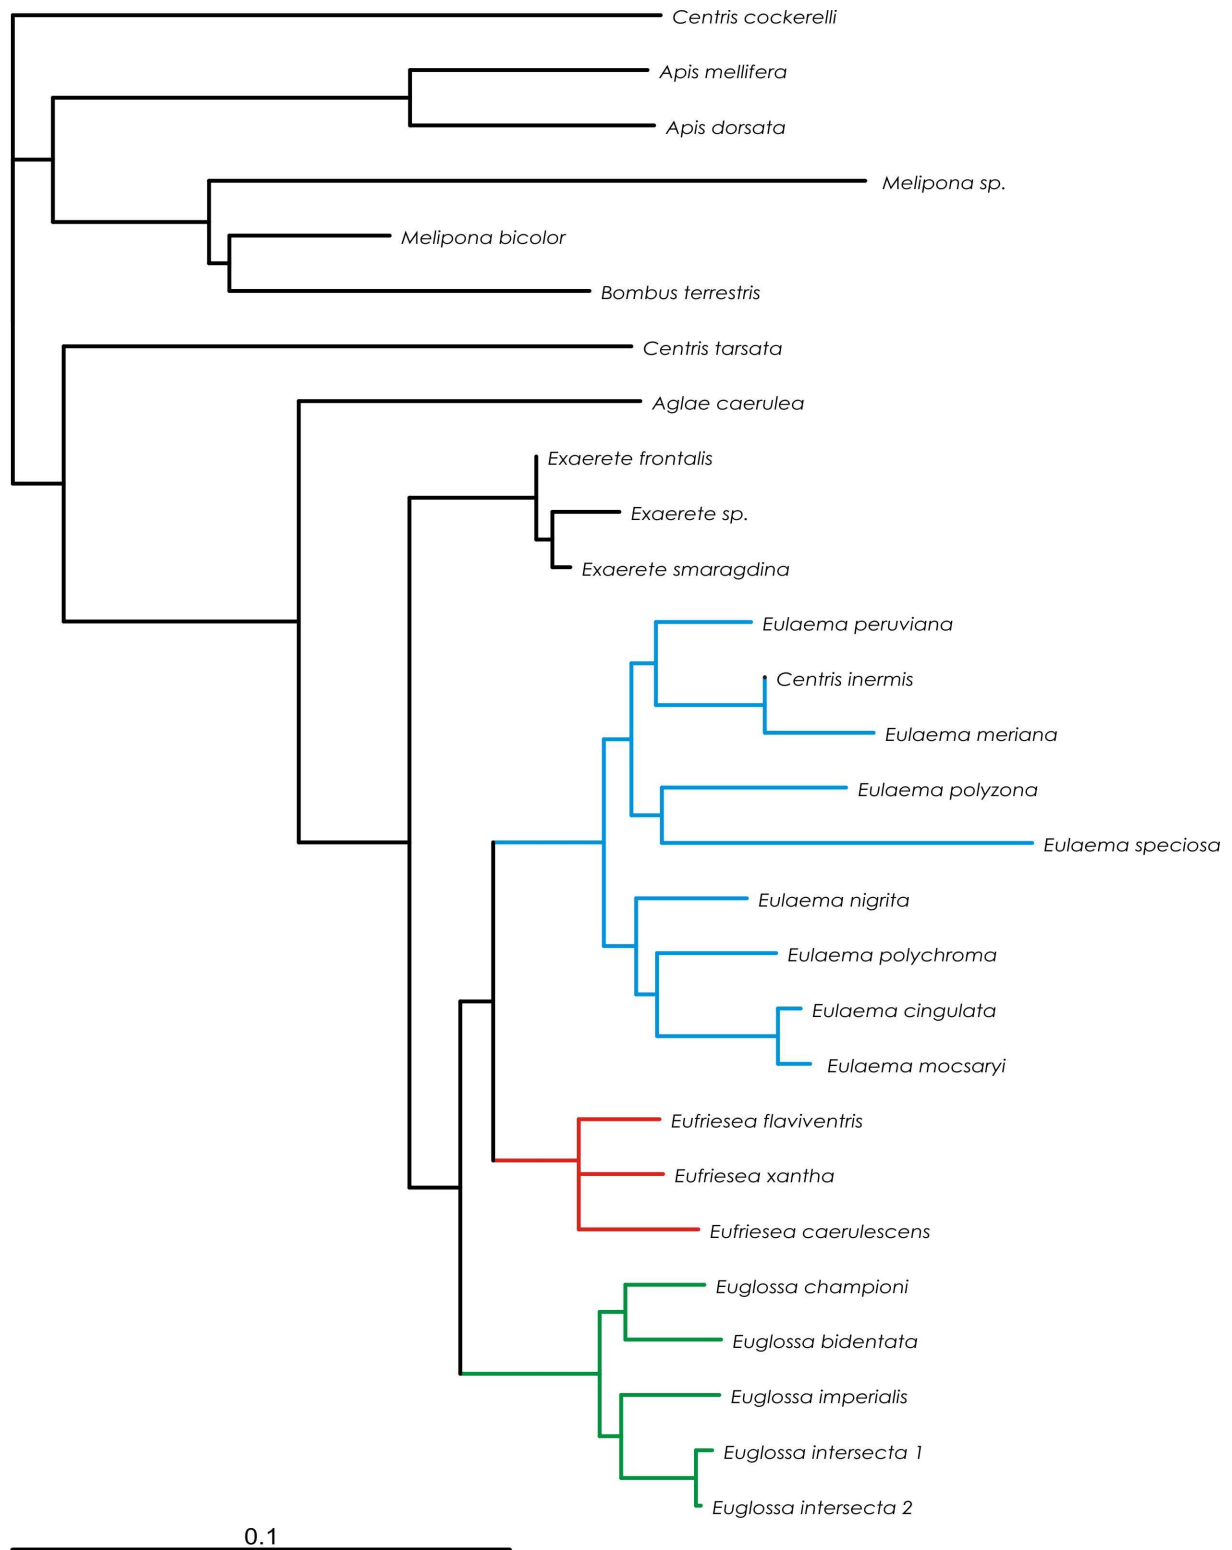 Centris cockerelli
Apis mellifera
Apis dorsata
Melipona sp.
Melipona bicolor
Bombus terrestris
Centris tarsata
Aglae caerulea
Exaerete frontalis
Exaerete sp.
Exaerete smaragdina
Eulaema peruviana
Centris inermis
Eulaema meriana
Eulaema polyzona
Eulaema speciosa
Eulaema nigrita
Eulaema polychroma
Eulaema cingulata
Eulaema mocsaryi
Eufriesea flaviventris
Eufriesea xantha
Eufriesea caerulescens
Euglossa championi
Euglossa bidentata
Euglossa imperialis
Euglossa intersecta 1
Euglossa intersecta 2
0.1